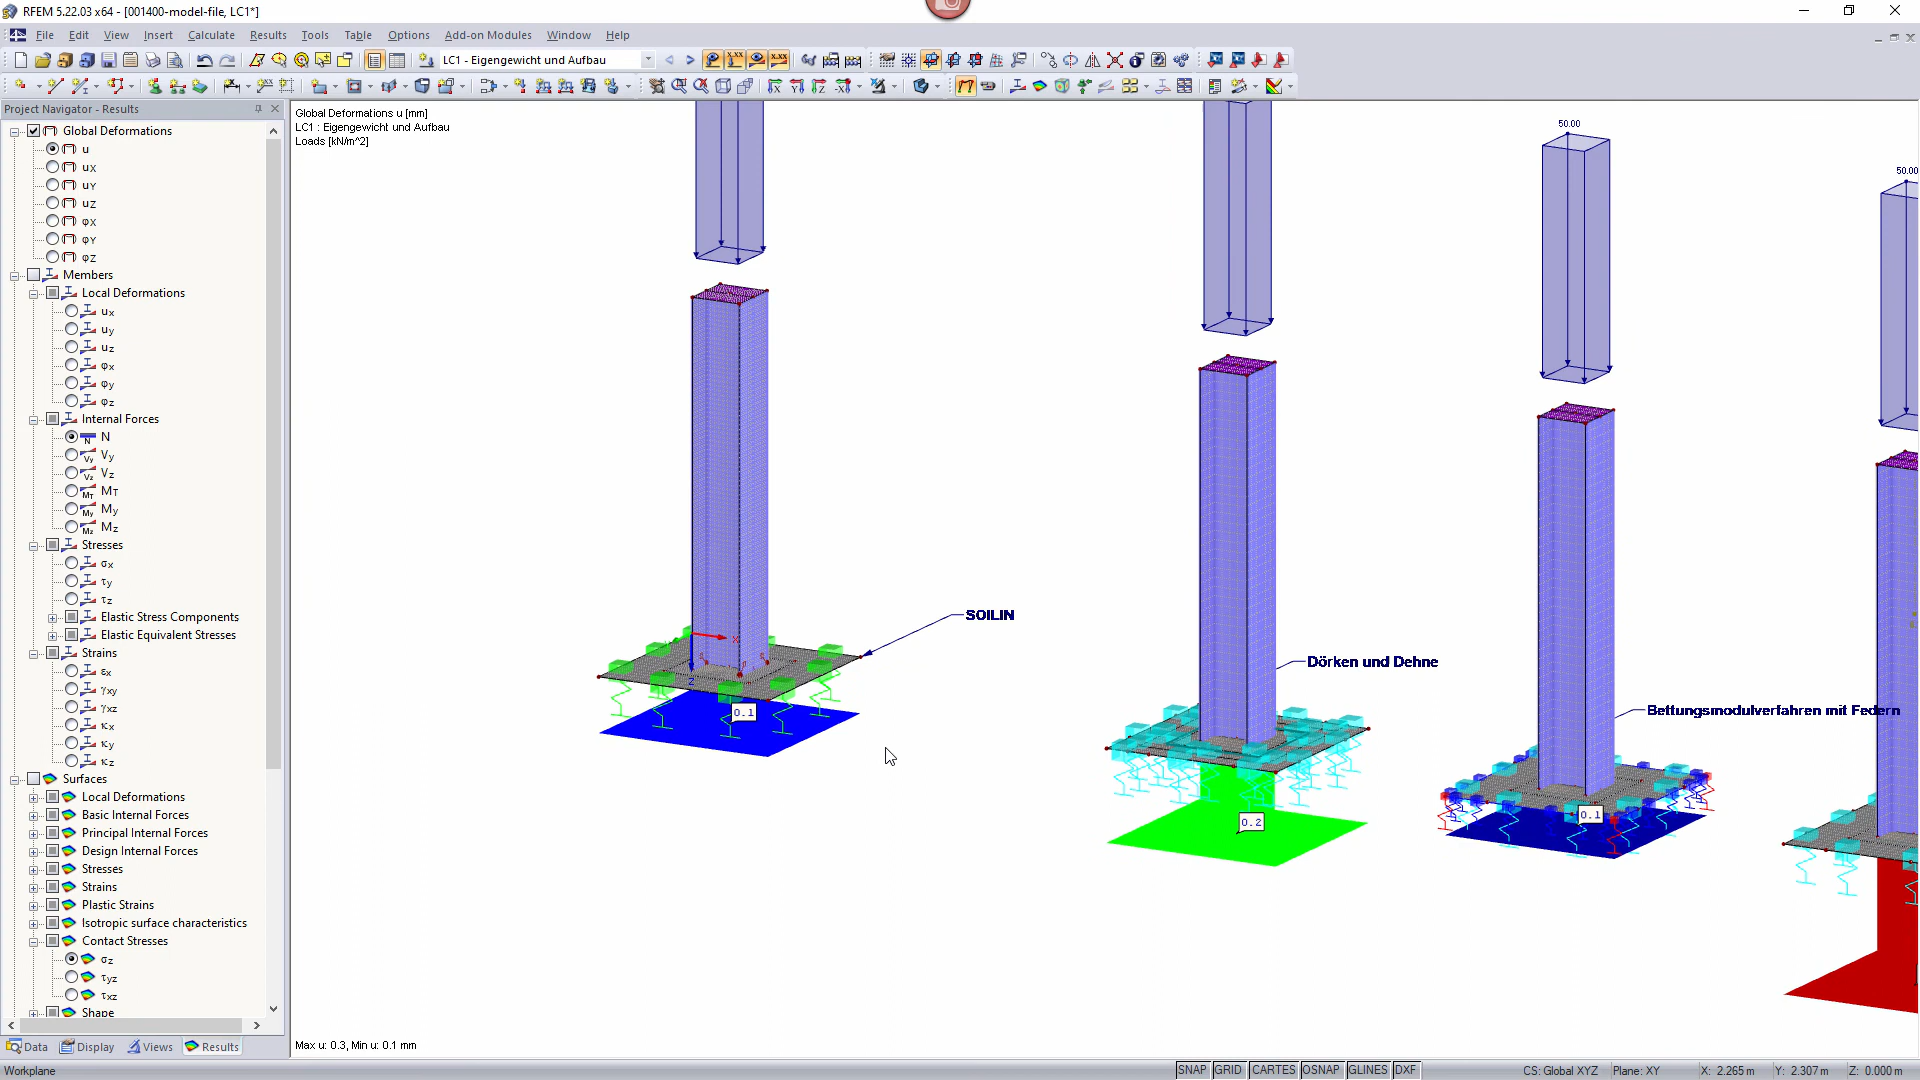 RFEM 5.22.03 x64 - [001400-model-file, LC1*]
File Edit View Insert Calculate Results Tools Table Options Add-on Modules Window Help
LC1 - Eigengewicht und Aufbau
Project Navigator - Results
Global Deformations
u
uX
uY
uZ
φX
φY
φZ
Members
Local Deformations
ux
uy
uz
φx
φy
φz
Internal Forces
N
Vy
Vz
MT
My
Mz
Stresses
σx
τy
τz
Elastic Stress Components
Elastic Equivalent Stresses
Strains
εx
γxy
γxz
κx
κy
κz
Surfaces
Local Deformations
Basic Internal Forces
Principal Internal Forces
Design Internal Forces
Stresses
Strains
Plastic Strains
Isotropic surface characteristics
Contact Stresses
σz
τyz
τxz
Shape
Data Display Views Results
Global Deformations u [mm]
LC1 : Eigengewicht und Aufbau
Loads [kN/m^2]
50.00
50.00
SOILIN
Dörken und Dehne
Bettungsmodulverfahren mit Federn
X
Z
0.1
0.2
0.1
Max u: 0.3, Min u: 0.1 mm
Workplane
SNAP GRID CARTES OSNAP GLINES DXF
CS: Global XYZ Plane: XY X: 2.265 m Y: 2.307 m Z: 0.000 m